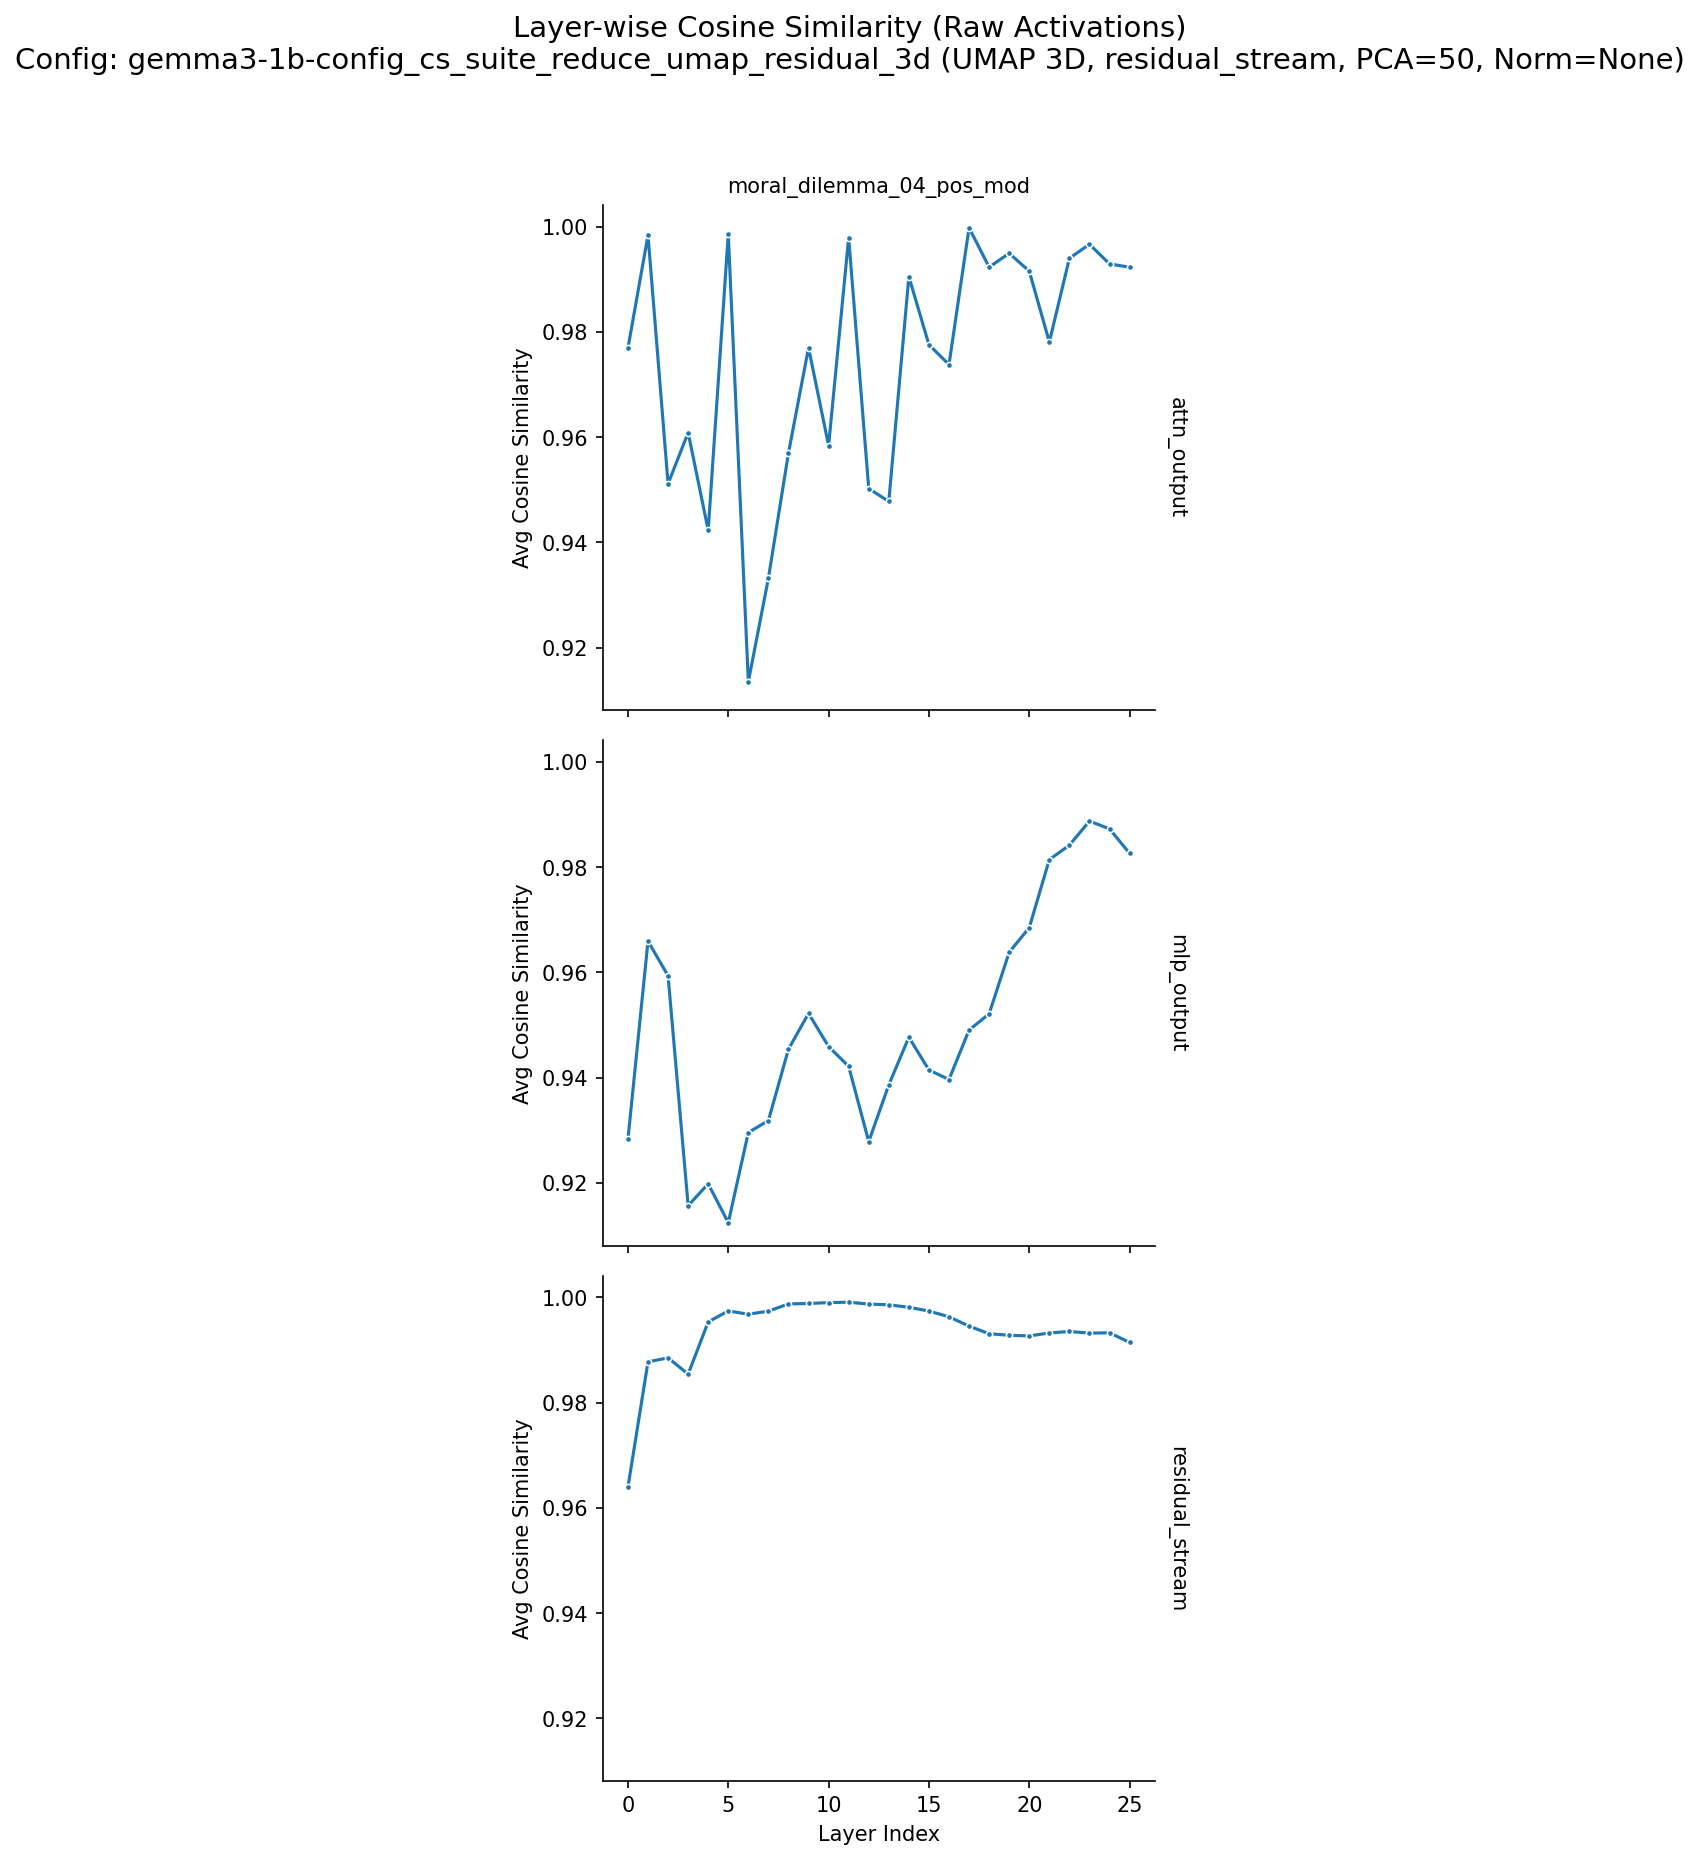 Layer-wise Cosine Similarity (Raw Activations)
Config: gemma3-1b-config_cs_suite_reduce_umap_residual_3d (UMAP 3D, residual_stream, PCA=50, Norm=None)
moral_dilemma_04_pos_mod
1.00
0.98
0.96
0.94
0.92
Avg Cosine Similarity
attn_output
1.00
0.98
0.96
0.94
0.92
Avg Cosine Similarity
mlp_output
1.00
0.98
0.96
0.94
0.92
Avg Cosine Similarity
residual_stream
0 5 10 15 20 25
Layer Index